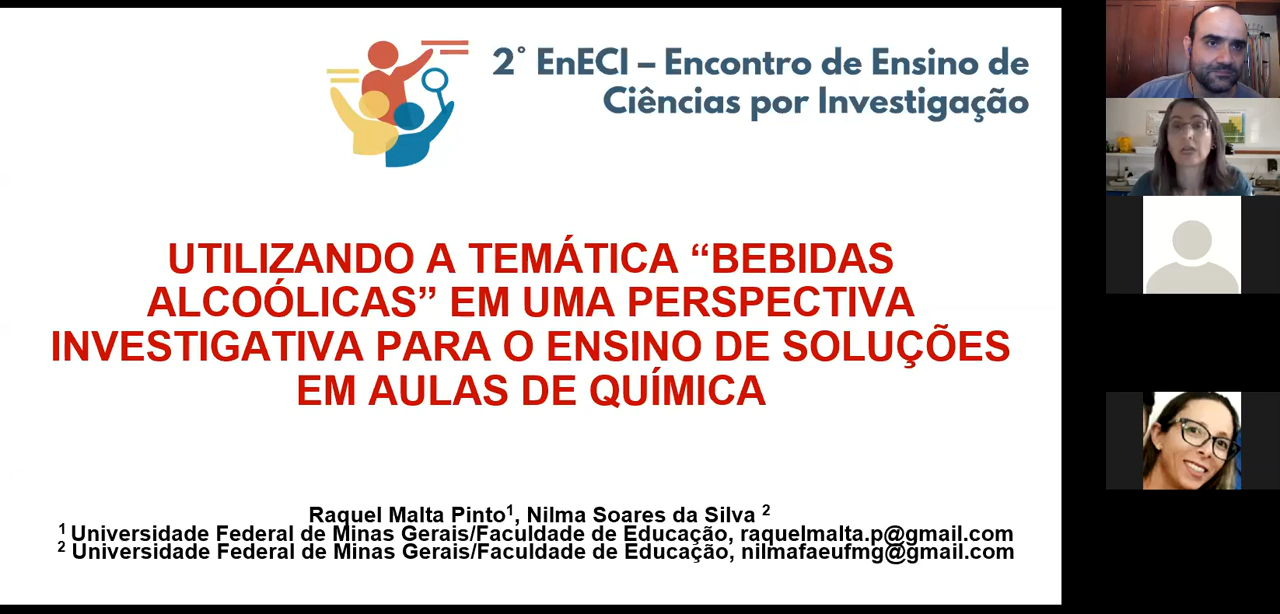 2° EnECI – Encontro de Ensino de
Ciências por Investigação
UTILIZANDO A TEMÁTICA “BEBIDAS
ALCOÓLICAS” EM UMA PERSPECTIVA
INVESTIGATIVA PARA O ENSINO DE SOLUÇÕES
EM AULAS DE QUÍMICA
Raquel Malta Pinto¹, Nilma Soares da Silva ²
¹ Universidade Federal de Minas Gerais/Faculdade de Educação, raquelmalta.p@gmail.com
² Universidade Federal de Minas Gerais/Faculdade de Educação, nilmafaeufmg@gmail.com